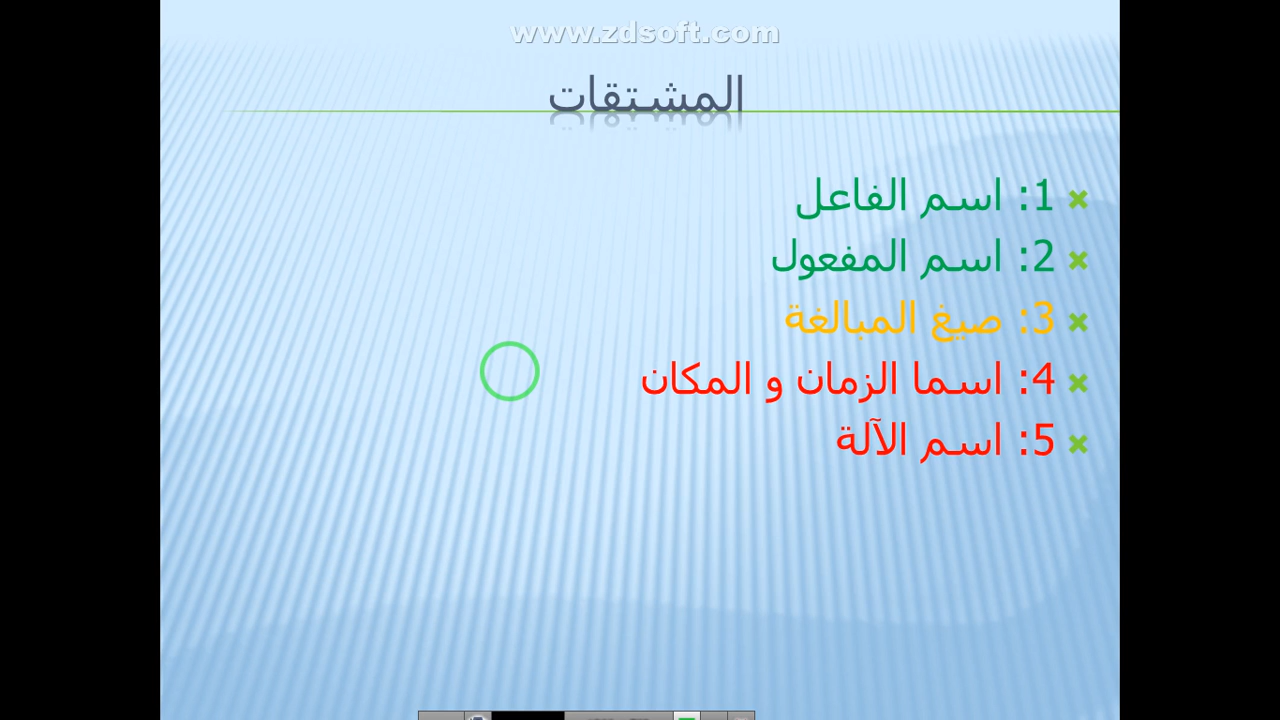 www.zdsoft.com
المشتقات
1: اسم الفاعل
2: اسم المفعول
3: صيغ المبالغة
4: اسما الزمان و المكان
5: اسم الآلة